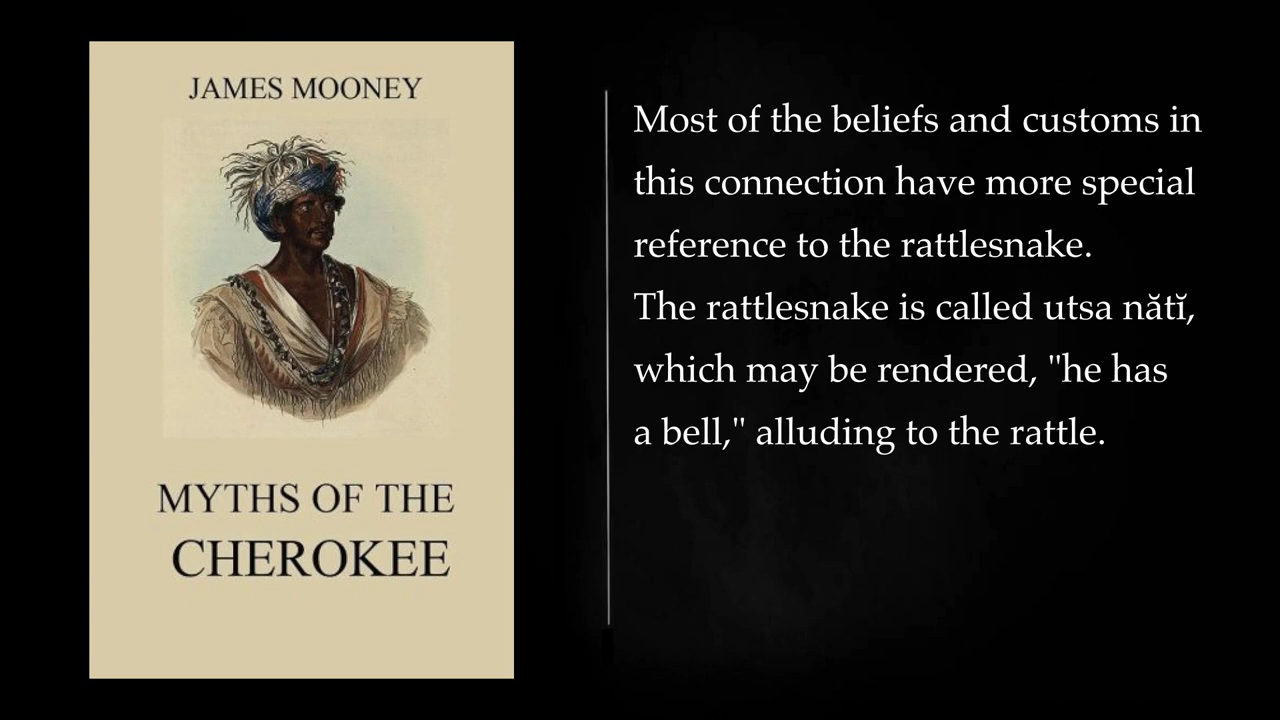 JAMES MOONEY
MYTHS OF THE
CHEROKEE
Most of the beliefs and customs in
this connection have more special
reference to the rattlesnake.
The rattlesnake is called utsa nătĭ,
which may be rendered, "he has
a bell," alluding to the rattle.